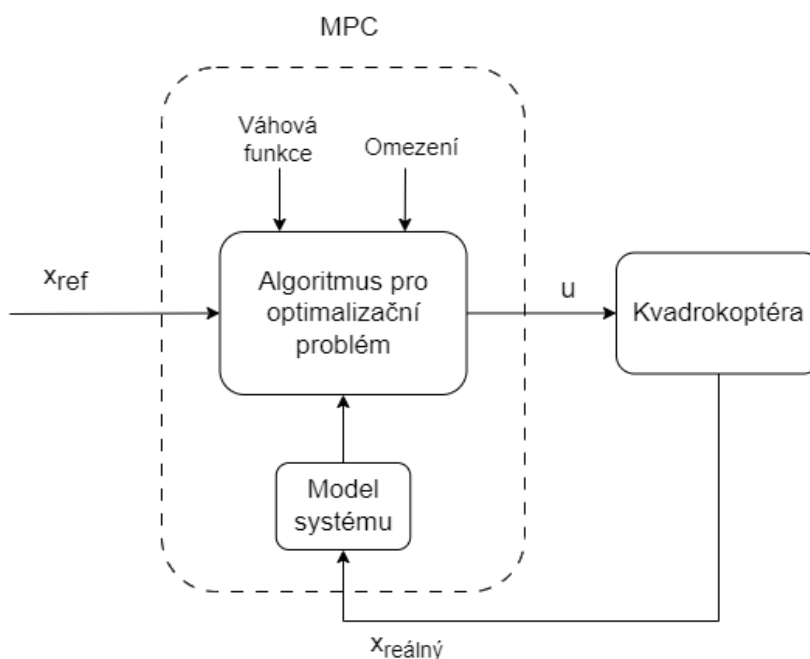 MPC
Váhová
funkce
Omezení
xref
Algoritmus pro
optimalizační
problém
u
Kvadrokoptéra
Model
systému
xreálný